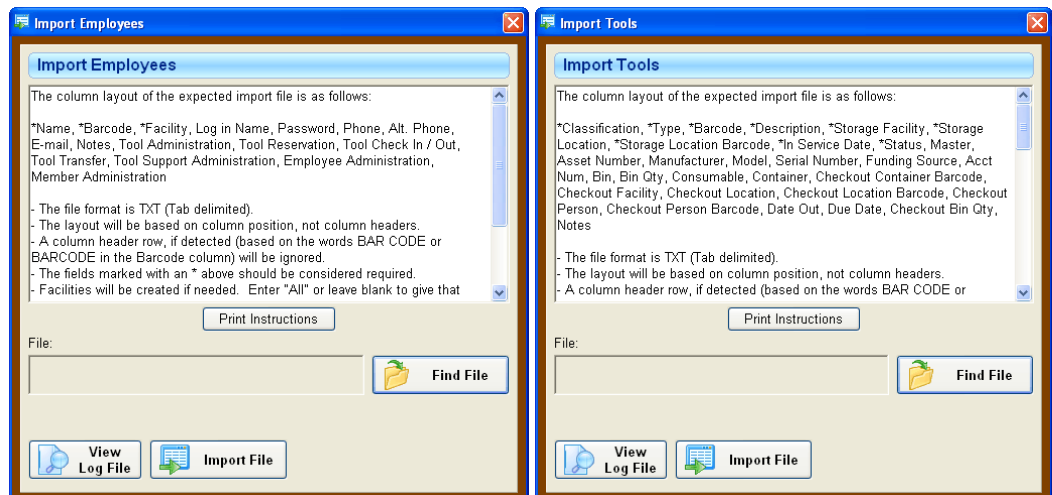 Import Employees
Import Employees
The column layout of the expected import file is as follows:
*Name, *Barcode, *Facility, Log in Name, Password, Phone, Alt. Phone,
E-mail, Notes, Tool Administration, Tool Reservation, Tool Check In / Out,
Tool Transfer, Tool Support Administration, Employee Administration,
Member Administration
- The file format is TXT (Tab delimited).
- The layout will be based on column position, not column headers.
- A column header row, if detected (based on the words BAR CODE or
BARCODE in the Barcode column) will be ignored.
- The fields marked with an * above should be considered required.
- Facilities will be created if needed.  Enter "All" or leave blank to give that
Print Instructions
File:
Find File
View
Log File
Import File
Import Tools
Import Tools
The column layout of the expected import file is as follows:
*Classification, *Type, *Barcode, *Description, *Storage Facility, *Storage
Location, *Storage Location Barcode, *In Service Date, *Status, Master,
Asset Number, Manufacturer, Model, Serial Number, Funding Source, Acct
Num, Bin, Bin Qty, Consumable, Container, Checkout Container Barcode,
Checkout Facility, Checkout Location, Checkout Location Barcode, Checkout
Person, Checkout Person Barcode, Date Out, Due Date, Checkout Bin Qty,
Notes
- The file format is TXT (Tab delimited).
- The layout will be based on column position, not column headers.
- A column header row, if detected (based on the words BAR CODE or
Print Instructions
File:
Find File
View
Log File
Import File